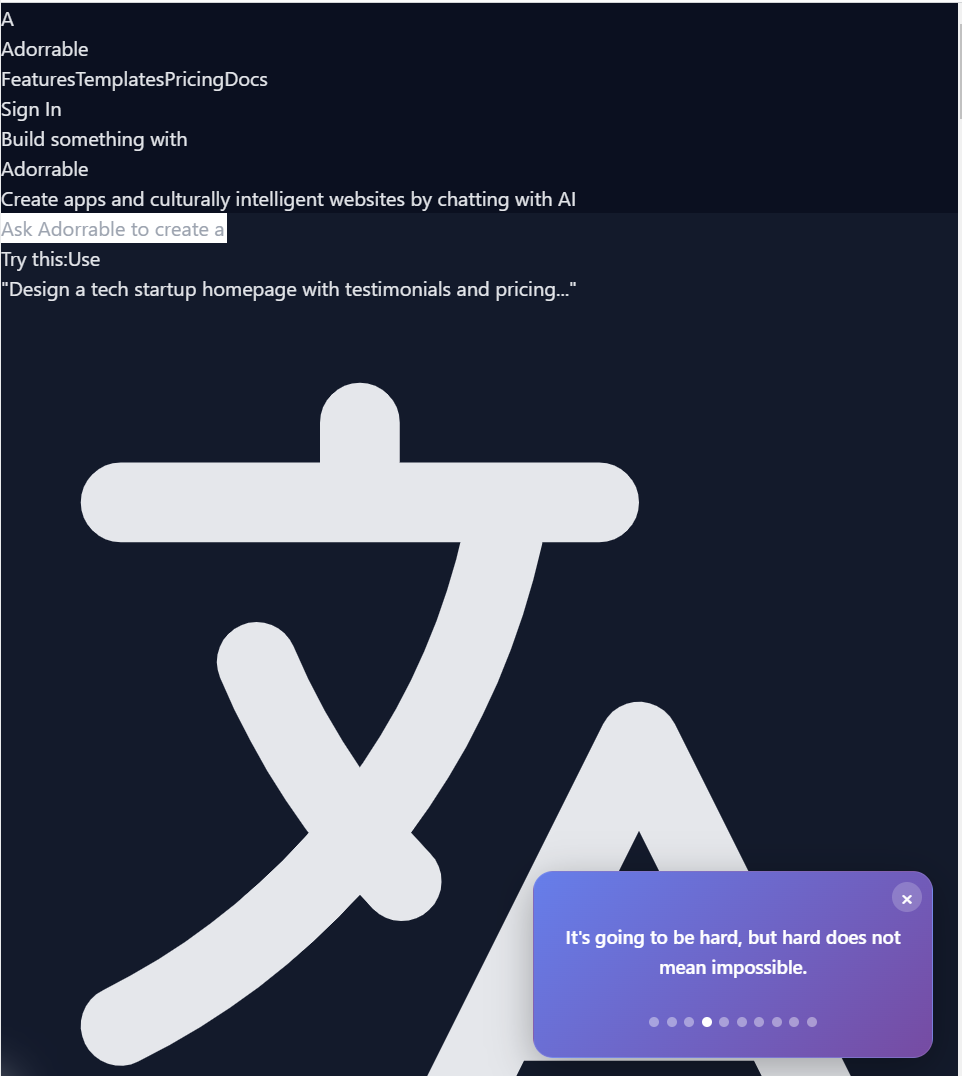 A
Adorrable
FeaturesTemplatesPricingDocs
Sign In
Build something with
Adorrable
Create apps and culturally intelligent websites by chatting with AI
Ask Adorrable to create a
Try this:Use
"Design a tech startup homepage with testimonials and pricing..."
文A
It's going to be hard, but hard does not
mean impossible.